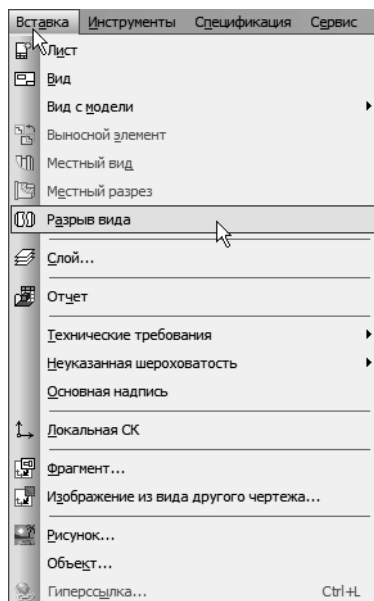 Вставка Инструменты Спецификация Сервис
Лист
Вид
Вид с модели
Выносной элемент
Местный вид
Местный разрез
Разрыв вида
Слой...
Отчет
Технические требования
Неуказанная шероховатость
Основная надпись
Локальная СК
Фрагмент...
Изображение из вида другого чертежа...
Рисунок...
Объект...
Гиперссылка... Ctrl+L